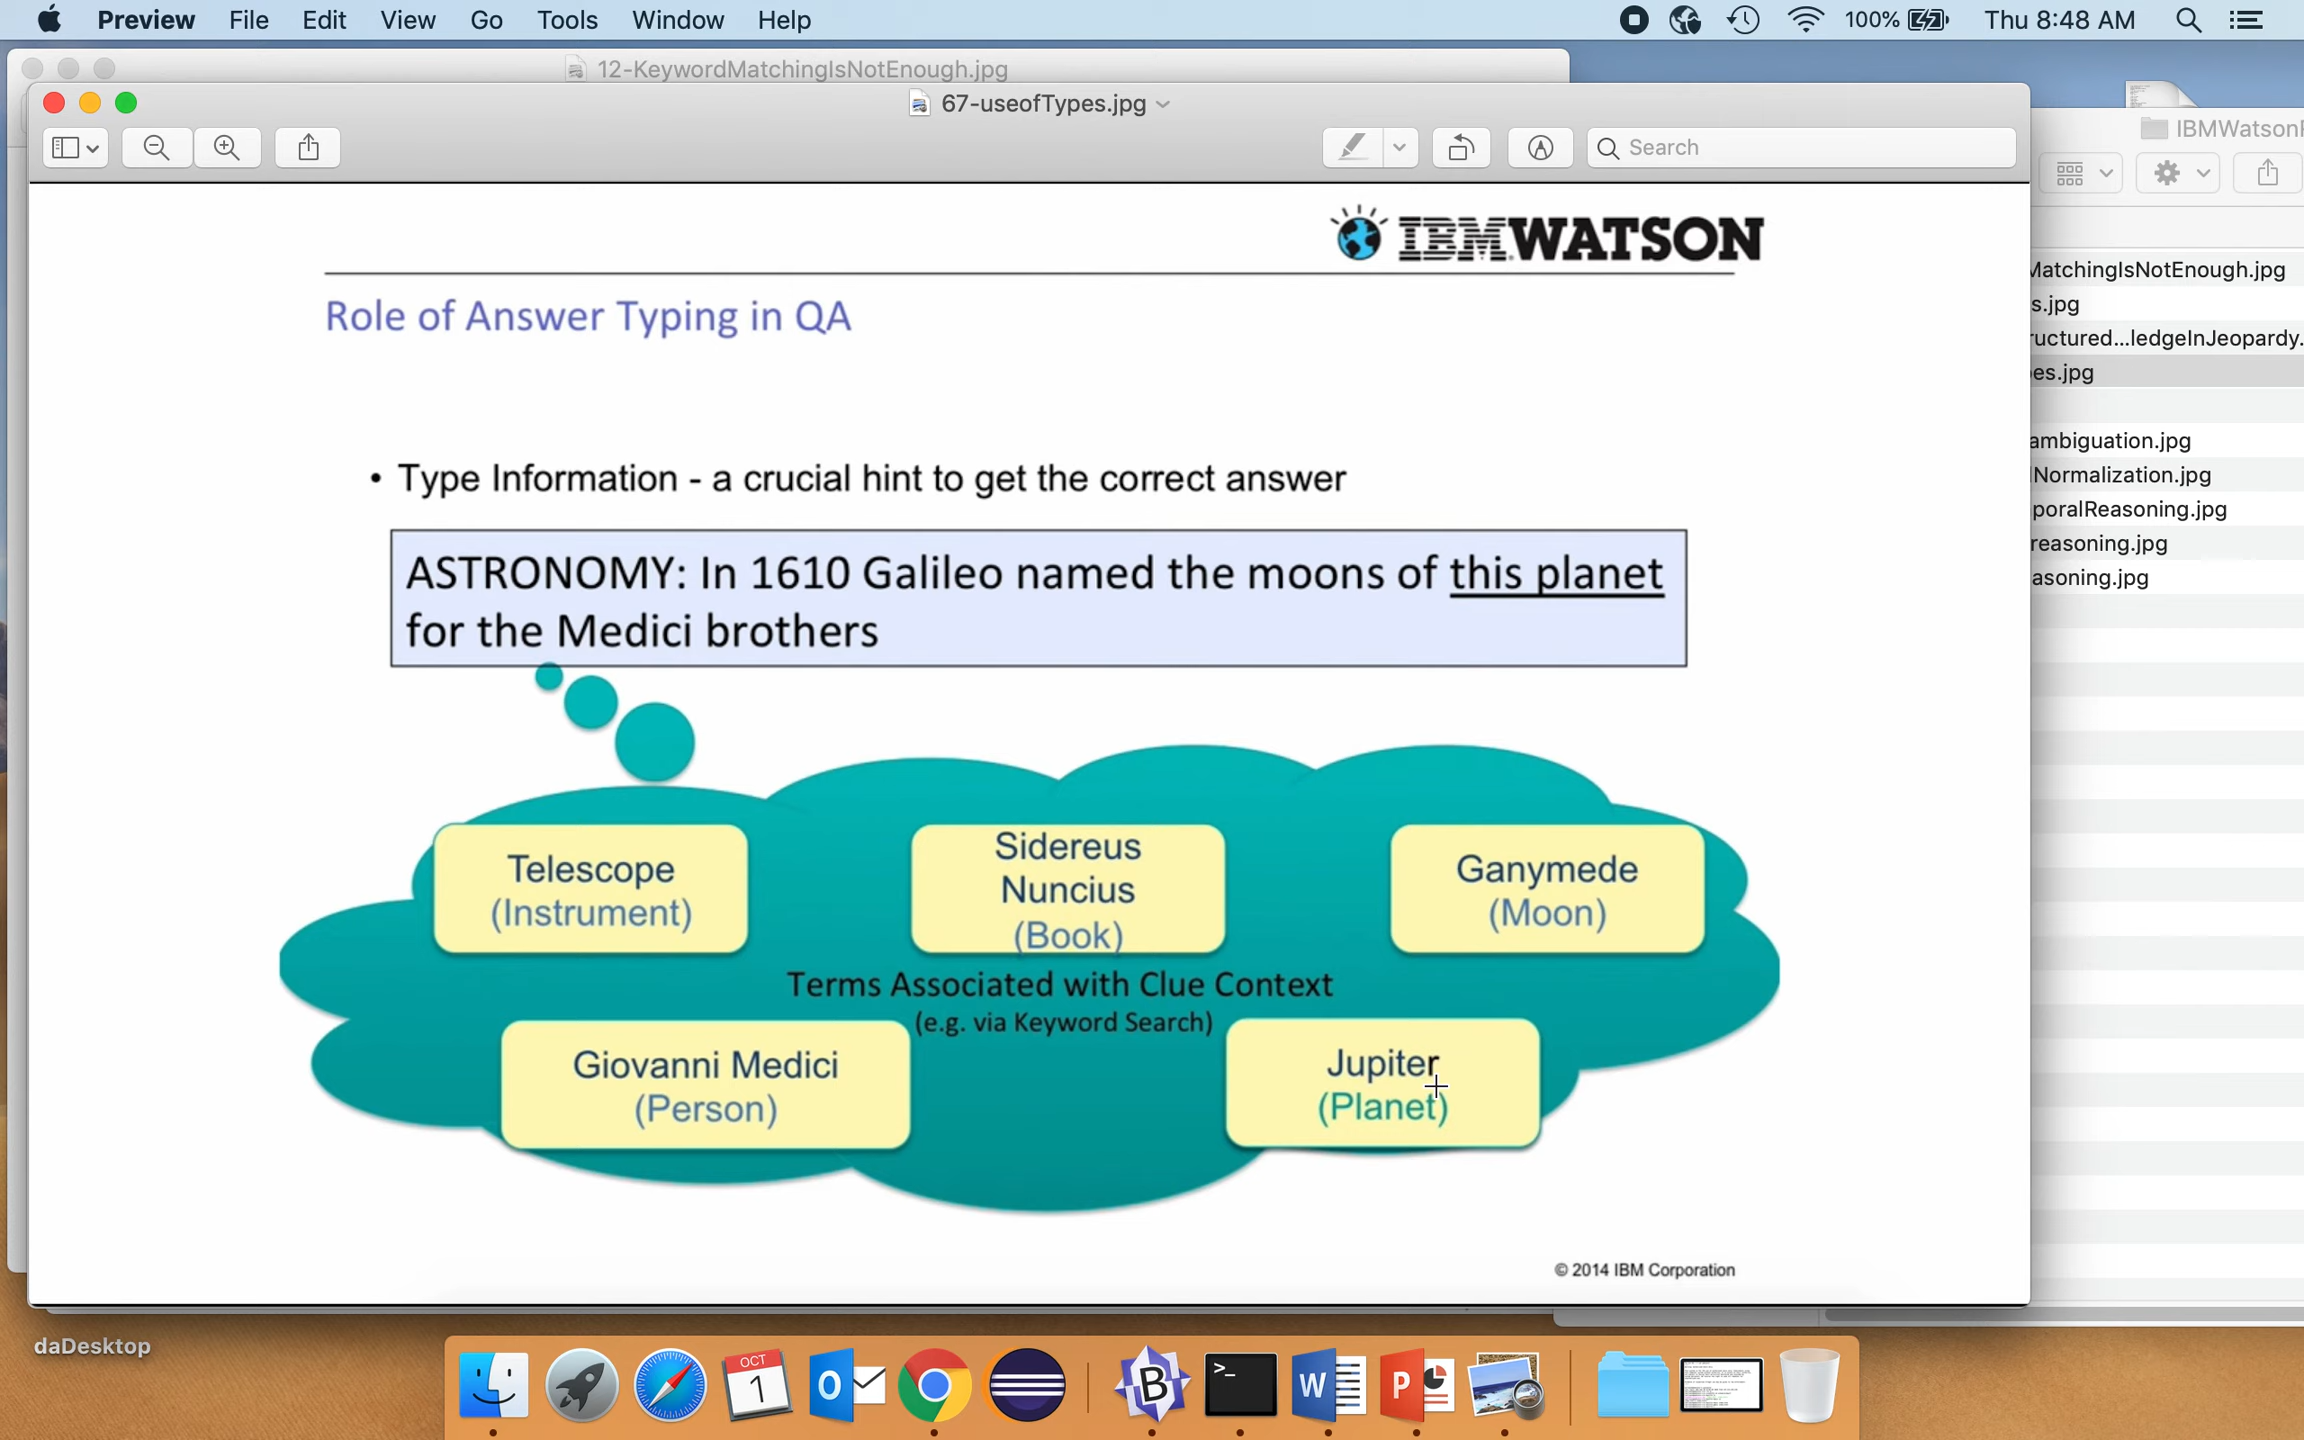 Preview File Edit View Go Tools Window Help 100% Thu 8:48 AM
12-KeywordMatchingIsNotEnough.jpg
67-useofTypes.jpg
Search
IBMWatson
IBM WATSON
Role of Answer Typing in QA
• Type Information - a crucial hint to get the correct answer
ASTRONOMY: In 1610 Galileo named the moons of this planet
for the Medici brothers
Telescope
(Instrument)
Sidereus
Nuncius
(Book)
Ganymede
(Moon)
Terms Associated with Clue Context
(e.g. via Keyword Search)
Giovanni Medici
(Person)
Jupiter
(Planet)
© 2014 IBM Corporation
MatchingIsNotEnough.jpg
s.jpg
ructured...ledgeInJeopardy.
es.jpg
ambiguation.jpg
lNormalization.jpg
poralReasoning.jpg
reasoning.jpg
asoning.jpg
daDesktop
OCT
1
O
B
>_
W
P